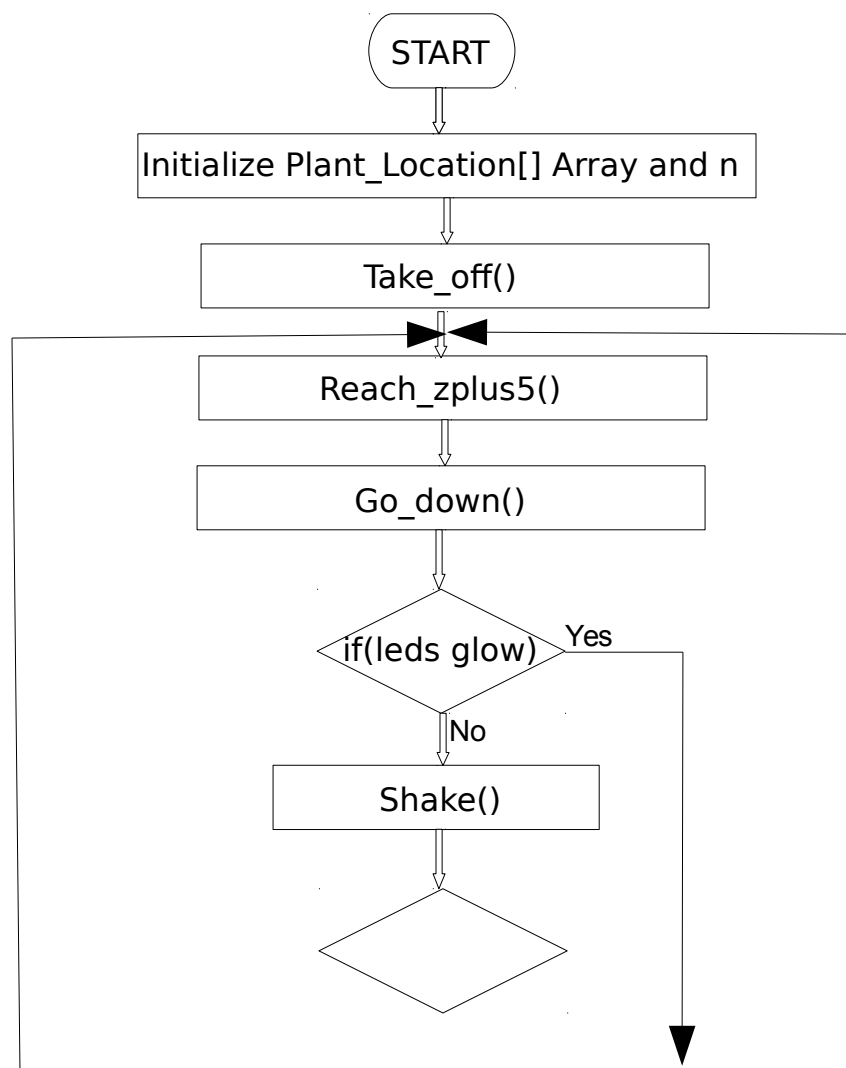 START
Initialize Plant_Location[] Array and n
Take_off()
Reach_zplus5()
Go_down()
if(leds glow)
Yes
No
Shake()